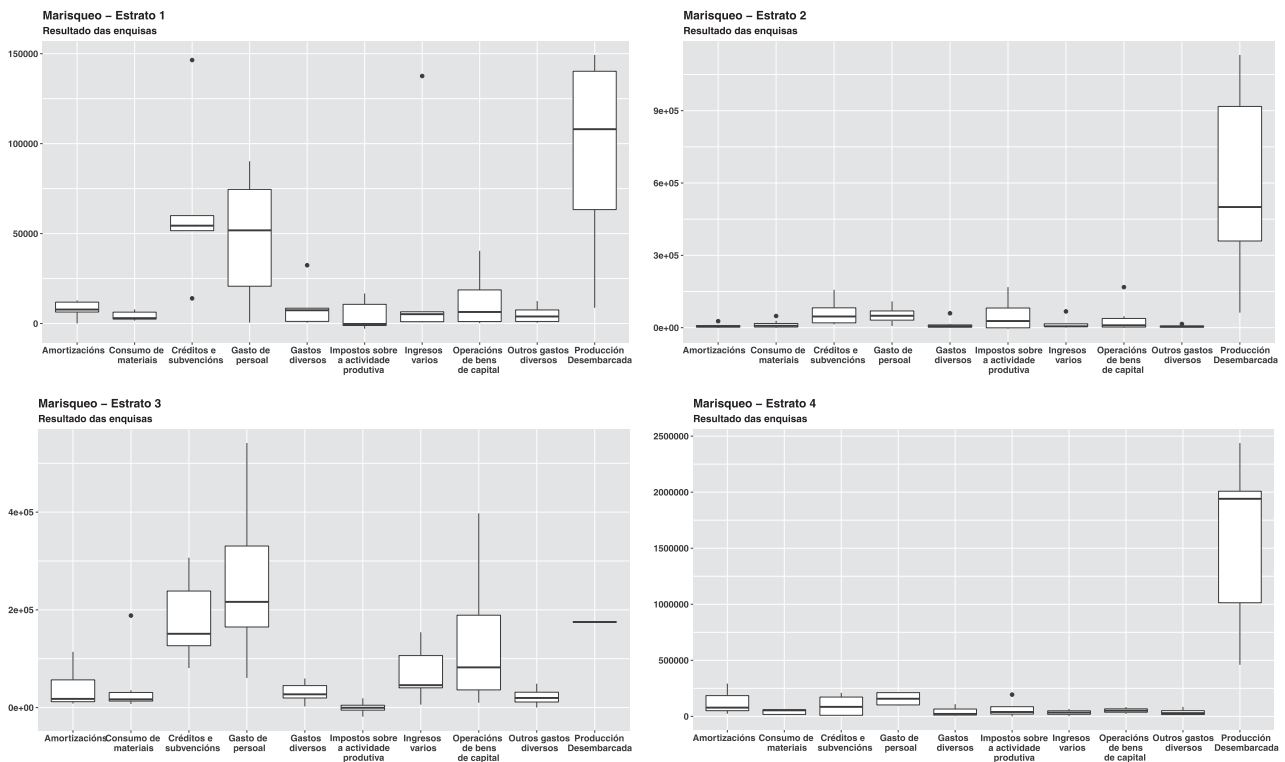 Marisqueo – Estrato 1
Resultado das enquisas
150000
100000
50000
0
Amortizacións
Consumo de
materiais
Créditos e
subvencións
Gasto de
persoal
Gastos
diversos
Impostos sobre
a actividade
produtiva
Ingresos
varios
Operacións
de bens
de capital
Outros gastos
diversos
Producción
Desembarcada
Marisqueo – Estrato 2
Resultado das enquisas
9e+05
6e+05
3e+05
0e+00
Amortizacións
Consumo de
materiais
Créditos e
subvencións
Gasto de
persoal
Gastos
diversos
Impostos sobre
a actividade
produtiva
Ingresos
varios
Operacións
de bens
de capital
Outros gastos
diversos
Producción
Desembarcada
Marisqueo – Estrato 3
Resultado das enquisas
4e+05
2e+05
0e+00
Amortizacións
Consumo de
materiais
Créditos e
subvencións
Gasto de
persoal
Gastos
diversos
Impostos sobre
a actividade
produtiva
Ingresos
varios
Operacións
de bens
de capital
Outros gastos
diversos
Producción
Desembarcada
Marisqueo – Estrato 4
Resultado das enquisas
2500000
2000000
1500000
1000000
500000
0
Amortizacións
Consumo de
materiais
Créditos e
subvencións
Gasto de
persoal
Gastos
diversos
Impostos sobre
a actividade
produtiva
Ingresos
varios
Operacións
de bens
de capital
Outros gastos
diversos
Producción
Desembarcada